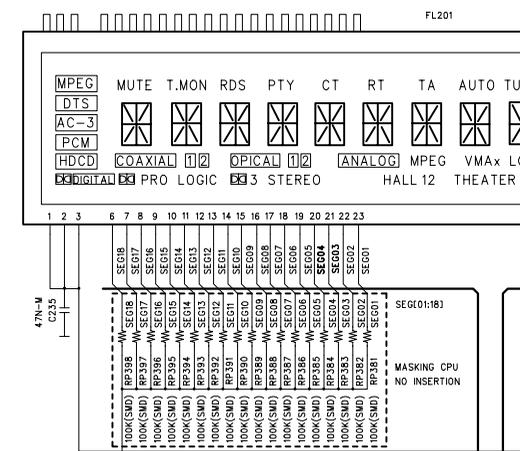 FL201
MPEG MUTE T.MON RDS PTY CT RT TA AUTO TU
DTS
AC-3
PCM
HDCD COAXIAL 1 2 OPICAL 1 2 ANALOG MPEG VMAx LO
DIGITAL PRO LOGIC 3 STEREO HALL 12 THEATER
1 2 3 6 7 8 9 10 11 12 13 14 15 16 17 18 19 20 21 22 23
SEG18 SEG17 SEG16 SEG15 SEG14 SEG13 SEG12 SEG11 SEG10 SEG09 SEG08 SEG07 SEG06 SEG05 SEG04 SEG03 SEG02 SEG01
47N-M
C235
SEG18 SEG17 SEG16 SEG15 SEG14 SEG13 SEG12 SEG11 SEG10 SEG09 SEG08 SEG07 SEG06 SEG05 SEG04 SEG03 SEG02 SEG01
SEG[01:18]
RP398 RP397 RP396 RP395 RP394 RP393 RP392 RP391 RP390 RP389 RP388 RP387 RP386 RP385 RP384 RP383 RP382 RP381
MASKING CPU
NO INSERTION
100K(SMD) 100K(SMD) 100K(SMD) 100K(SMD) 100K(SMD) 100K(SMD) 100K(SMD) 100K(SMD) 100K(SMD) 100K(SMD) 100K(SMD) 100K(SMD) 100K(SMD) 100K(SMD) 100K(SMD) 100K(SMD) 100K(SMD) 100K(SMD)